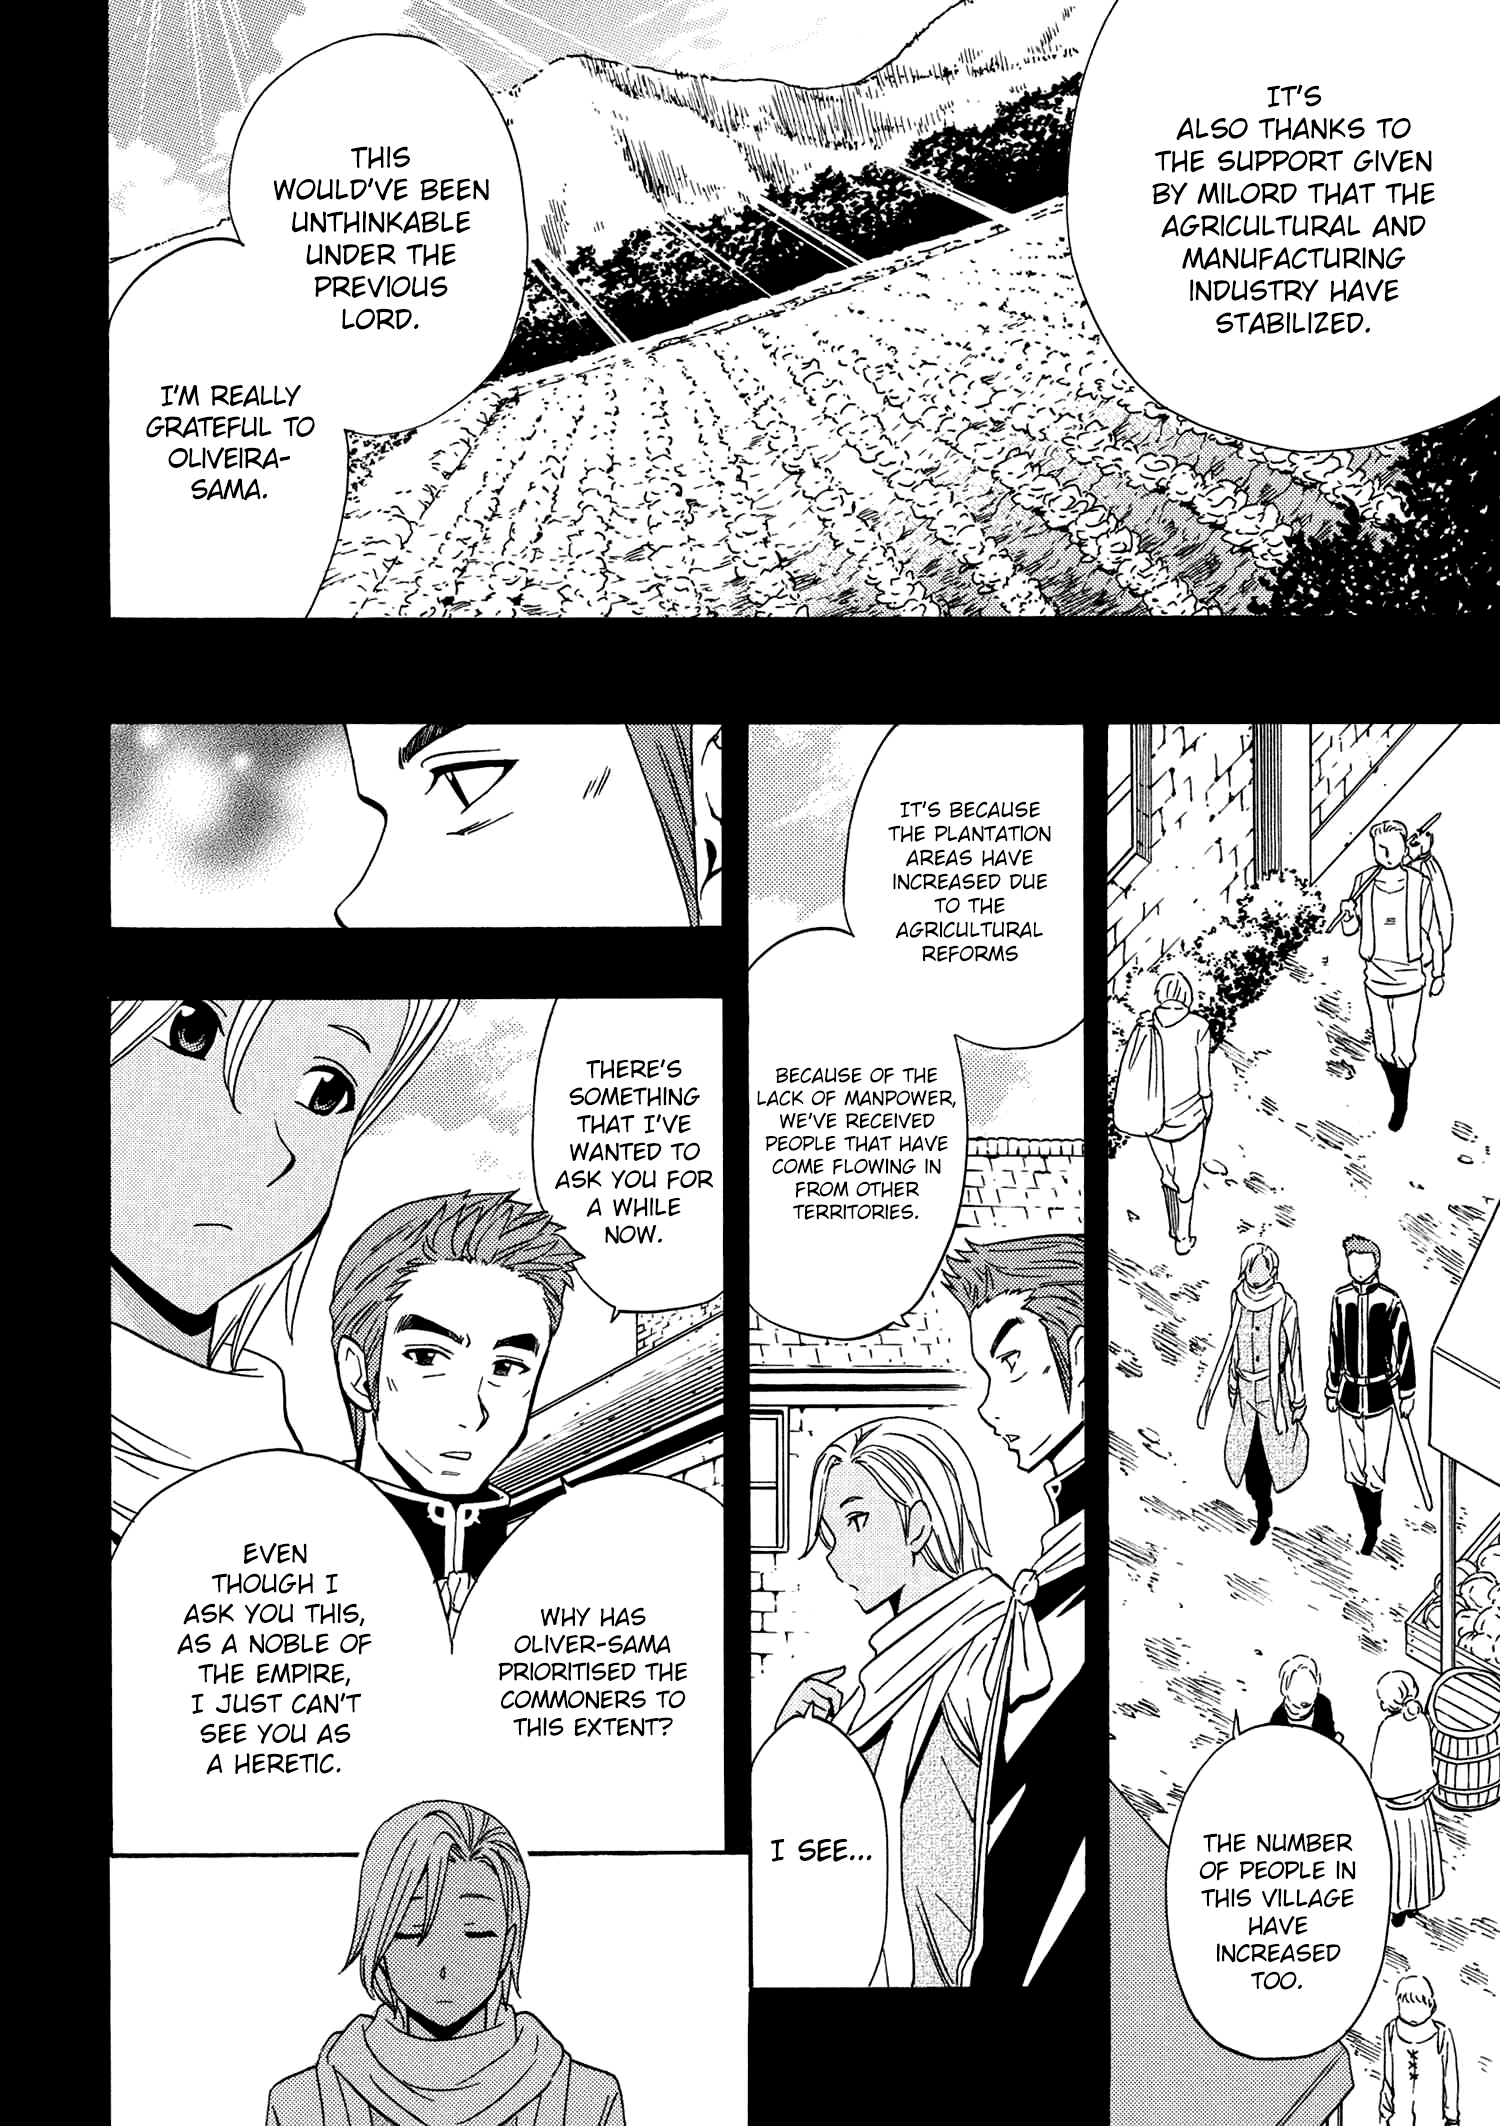 IT'S
ALSO THANKS TO
THE SUPPORT GIVEN
BY MILORD THAT THE
AGRICULTURAL AND
MANUFACTURING
INDUSTRY HAVE
STABILIZED.
THIS
WOULD'VE BEEN
UNTHINKABLE
UNDER THE
PREVIOUS
LORD.
I'M REALLY
GRATEFUL TO
OLIVEIRA-
SAMA.
THE NUMBER
OF PEOPLE IN
THIS VILLAGE
HAVE
INCREASED
TOO.
IT'S BECAUSE
THE PLANTATION
AREAS HAVE
INCREASED DUE
TO THE
AGRICULTURAL
REFORMS
BECAUSE OF THE
LACK OF MANPOWER,
WE'VE RECEIVED
PEOPLE THAT HAVE
COME FLOWING IN
FROM OTHER
TERRITORIES.
I SEE...
THERE'S
SOMETHING
THAT I'VE
WANTED TO
ASK YOU FOR
A WHILE
NOW.
WHY HAS
OLIVER-SAMA
PRIORITISED THE
COMMONERS TO
THIS EXTENT?
EVEN
THOUGH I
ASK YOU THIS,
AS A NOBLE OF
THE EMPIRE,
I JUST CAN'T
SEE YOU AS
A HERETIC.